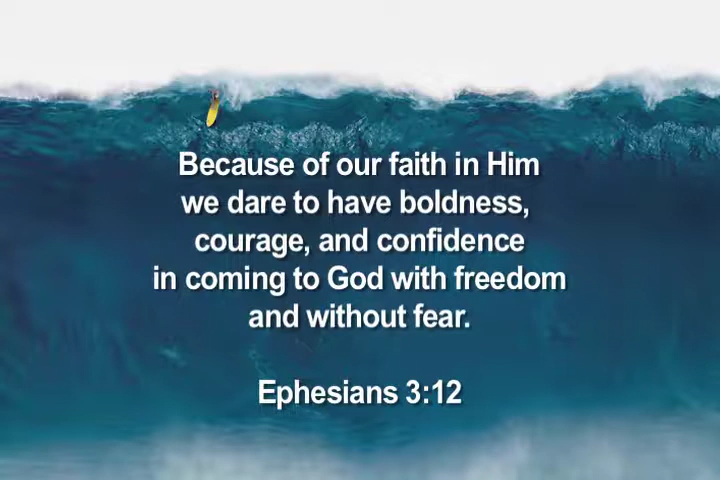 Because of our faith in Him
we dare to have boldness,
courage, and confidence
in coming to God with freedom
and without fear.
Ephesians 3:12